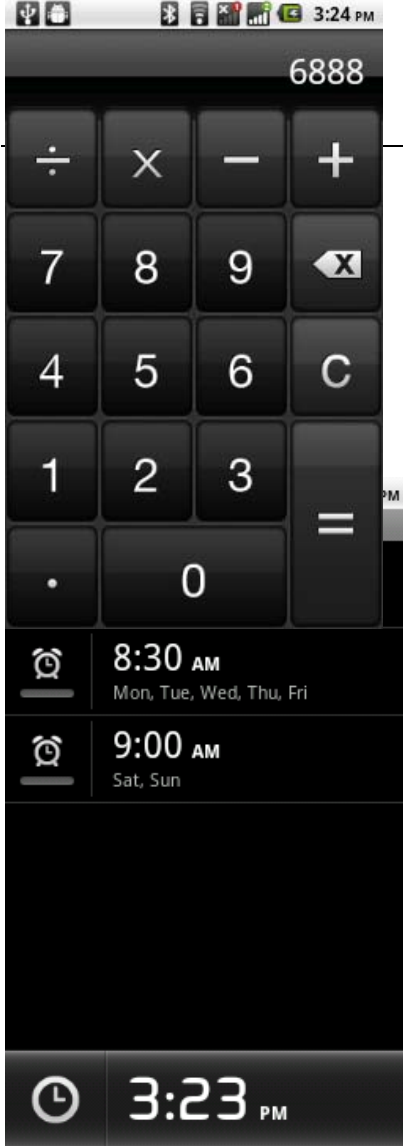 3:24 PM
6888
÷ x − +
7 8 9 X
4 5 6 C
1 2 3
PM
=
. 0
8:30 AM
Mon, Tue, Wed, Thu, Fri
9:00 AM
Sat, Sun
3:23 PM